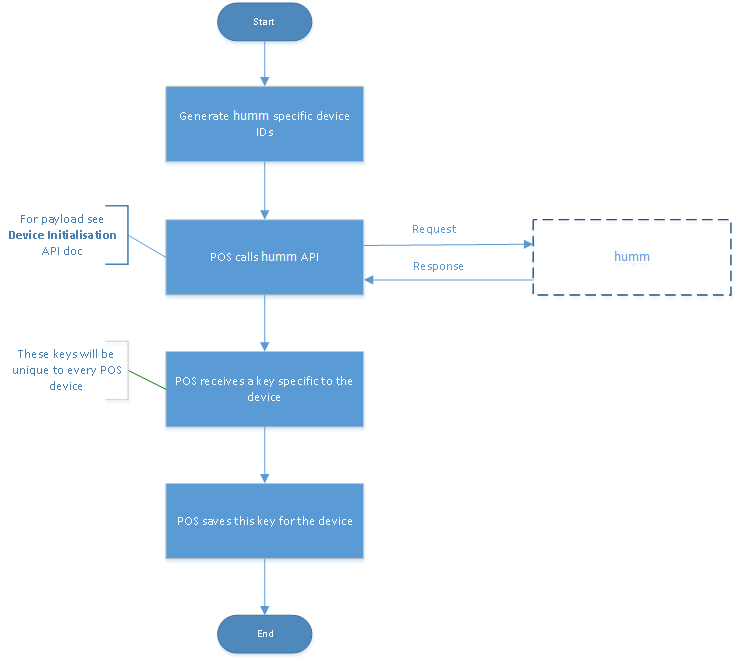 Start
Generate humm specific device
IDs
For payload see
Device Initialisation
API doc
POS calls humm API
Request
Response
humm
These keys will be
unique to every POS
device
POS receives a key specific to the
device
POS saves this key for the device
End